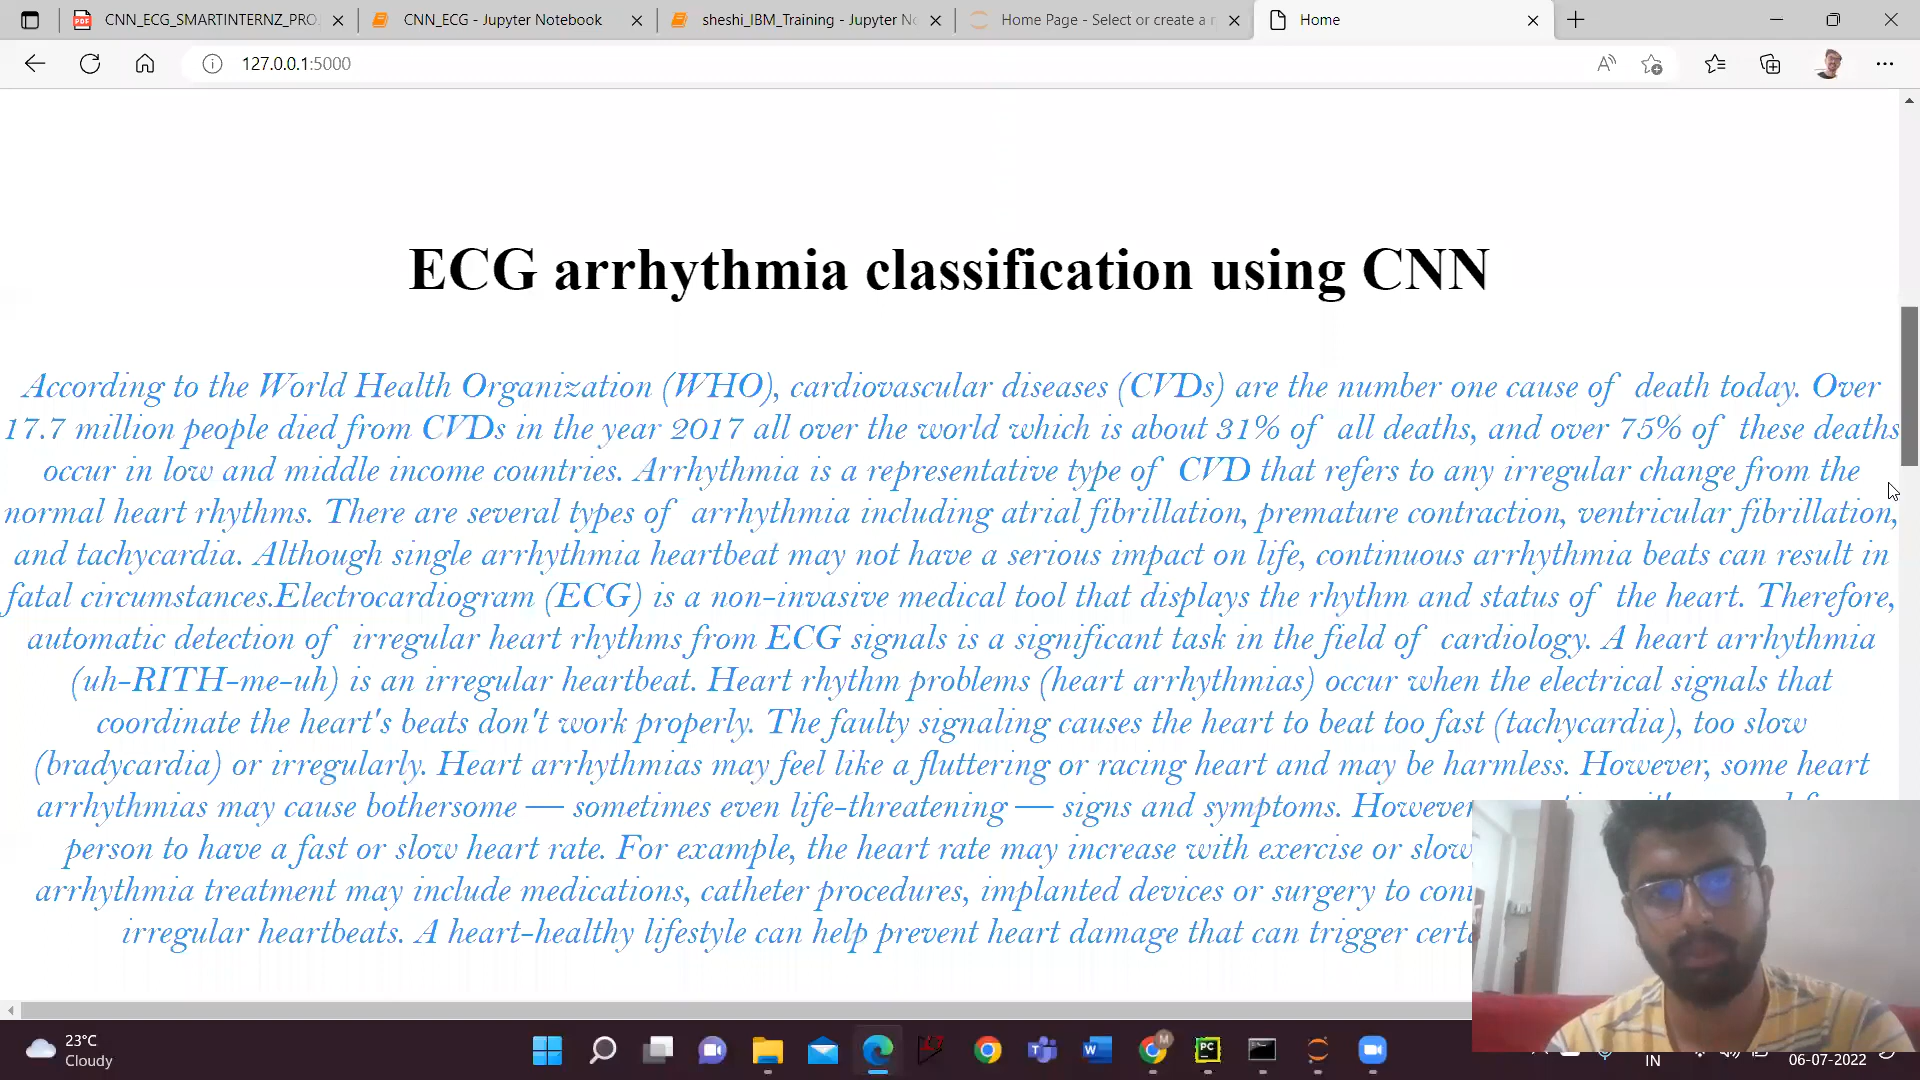 CNN_ECG_SMARTINTERNZ_PRO
CNN_ECG - Jupyter Notebook
sheshi_IBM_Training - Jupyter
Home Page - Select or create a
Home
127.0.0.1:5000
ECG arrhythmia classification using CNN
According to the World Health Organization (WHO), cardiovascular diseases (CVDs) are the number one cause of death today. Over
17.7 million people died from CVDs in the year 2017 all over the world which is about 31% of all deaths, and over 75% of these deaths
occur in low and middle income countries. Arrhythmia is a representative type of CVD that refers to any irregular change from the
normal heart rhythms. There are several types of arrhythmia including atrial fibrillation, premature contraction, ventricular fibrillation,
and tachycardia. Although single arrhythmia heartbeat may not have a serious impact on life, continuous arrhythmia beats can result in
fatal circumstances.Electrocardiogram (ECG) is a non-invasive medical tool that displays the rhythm and status of the heart. Therefore,
automatic detection of irregular heart rhythms from ECG signals is a significant task in the field of cardiology. A heart arrhythmia
(uh-RITH-me-uh) is an irregular heartbeat. Heart rhythm problems (heart arrhythmias) occur when the electrical signals that
coordinate the heart's beats don't work properly. The faulty signaling causes the heart to beat too fast (tachycardia), too slow
(bradycardia) or irregularly. Heart arrhythmias may feel like a fluttering or racing heart and may be harmless. However, some heart
arrhythmias may cause bothersome — sometimes even life-threatening — signs and symptoms. However
person to have a fast or slow heart rate. For example, the heart rate may increase with exercise or slow
arrhythmia treatment may include medications, catheter procedures, implanted devices or surgery to
irregular heartbeats. A heart-healthy lifestyle can help prevent heart damage that can trigger
23°C
Cloudy
IN
06-07-2022